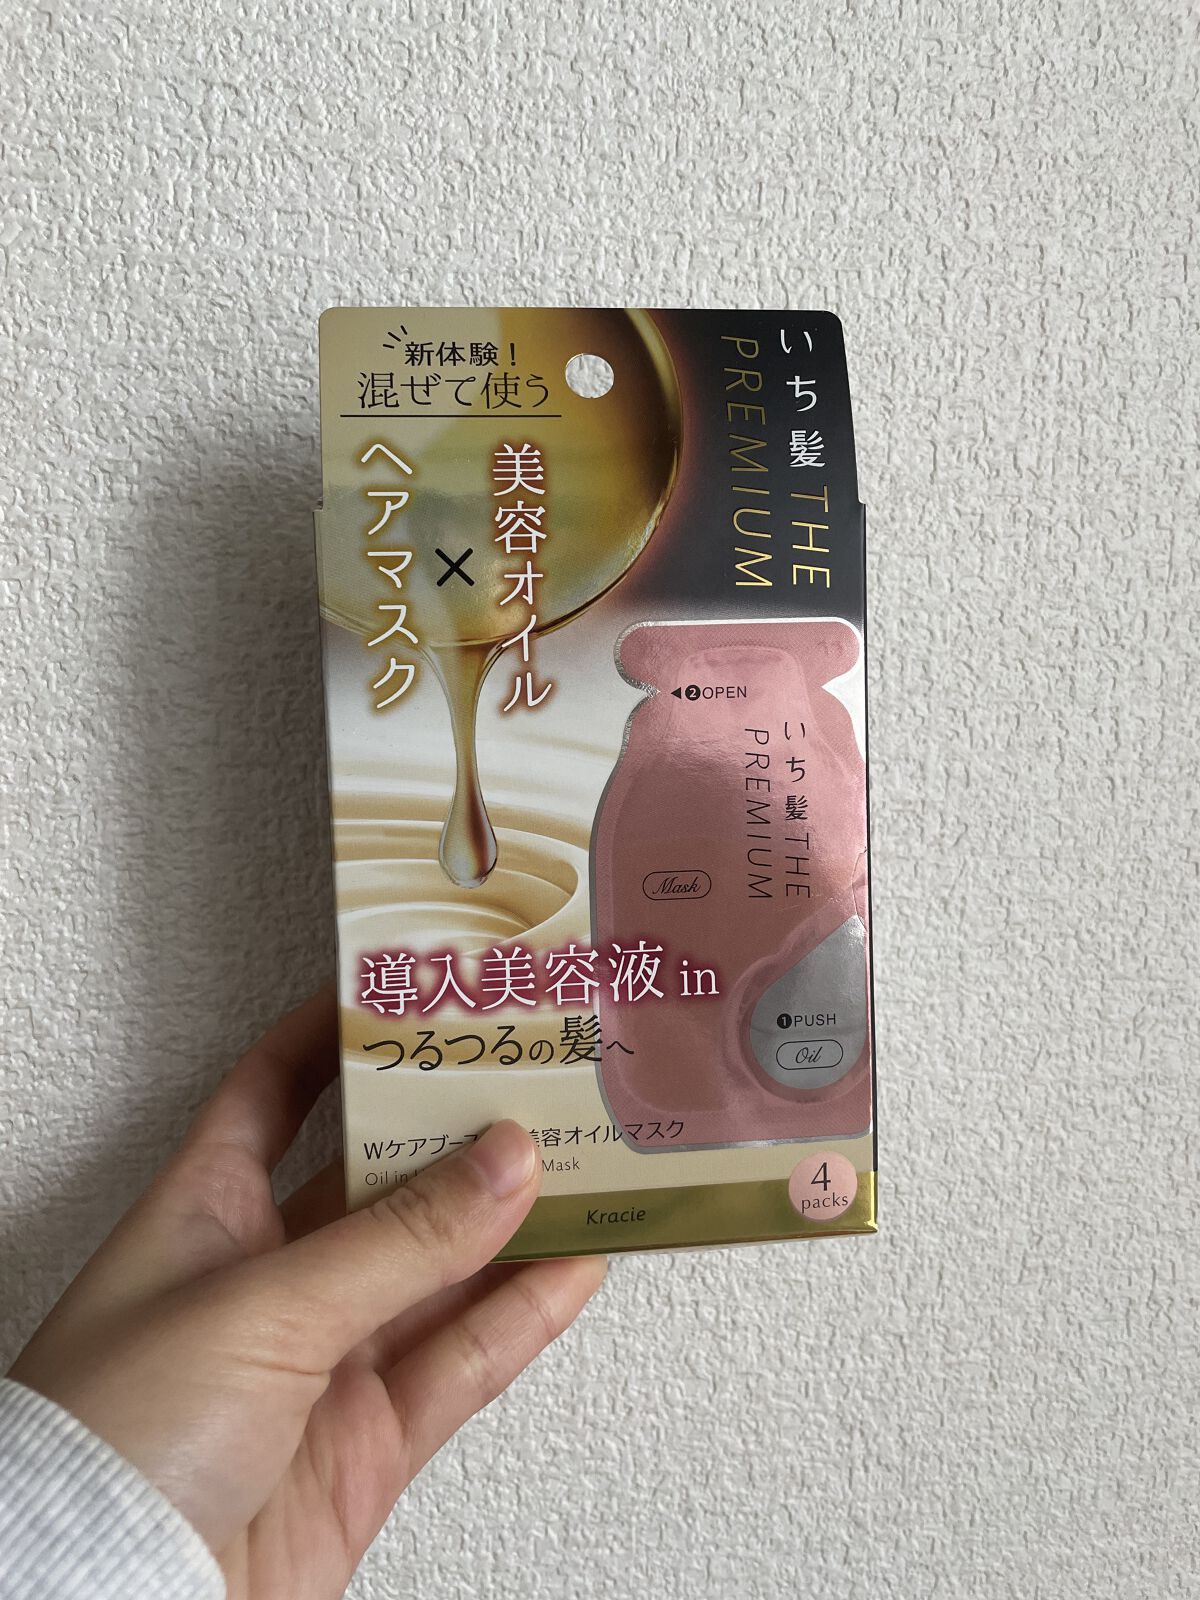 新体験!
混ぜて使う
美容オイル
×
ヘアマスク
いち髪 THE
PREMIUM
◀❷OPEN
いち髪 THE
PREMIUM
Mask
❶PUSH
Oil
導入美容液 in
つるつるの髪へ
Wケアブー 美容オイルマスク
Oil in Mask
4
packs
Kracie